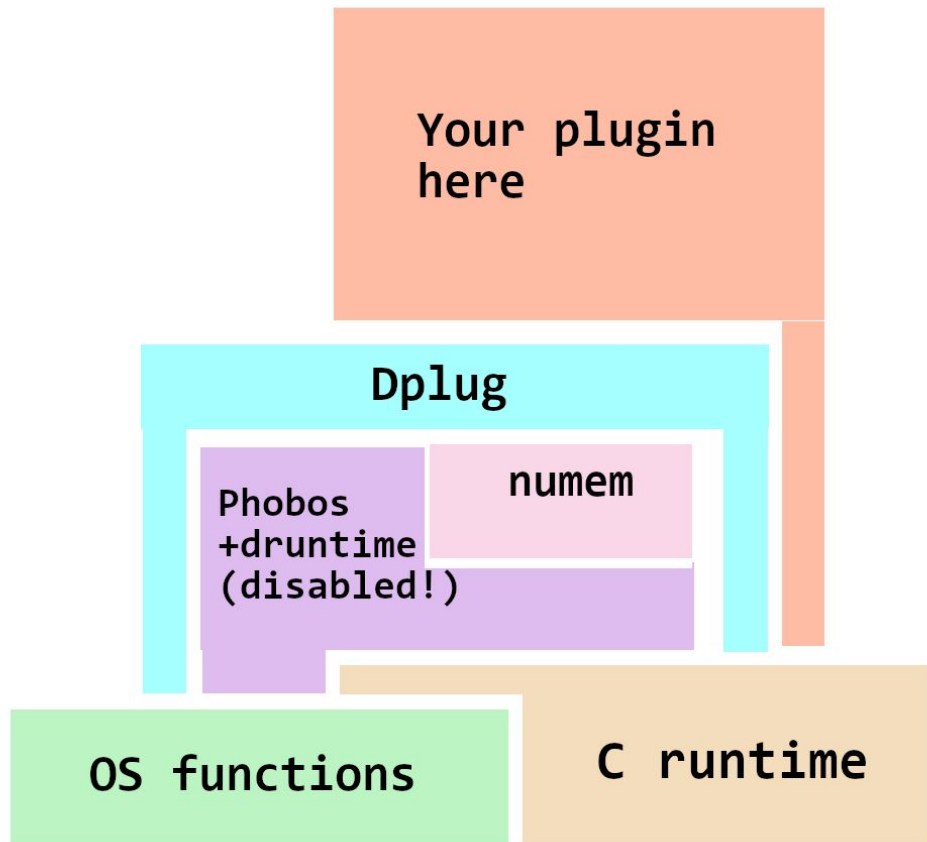 Your plugin
here
Dplug
numem
Phobos
+druntime
(disabled!)
OS functions
C runtime